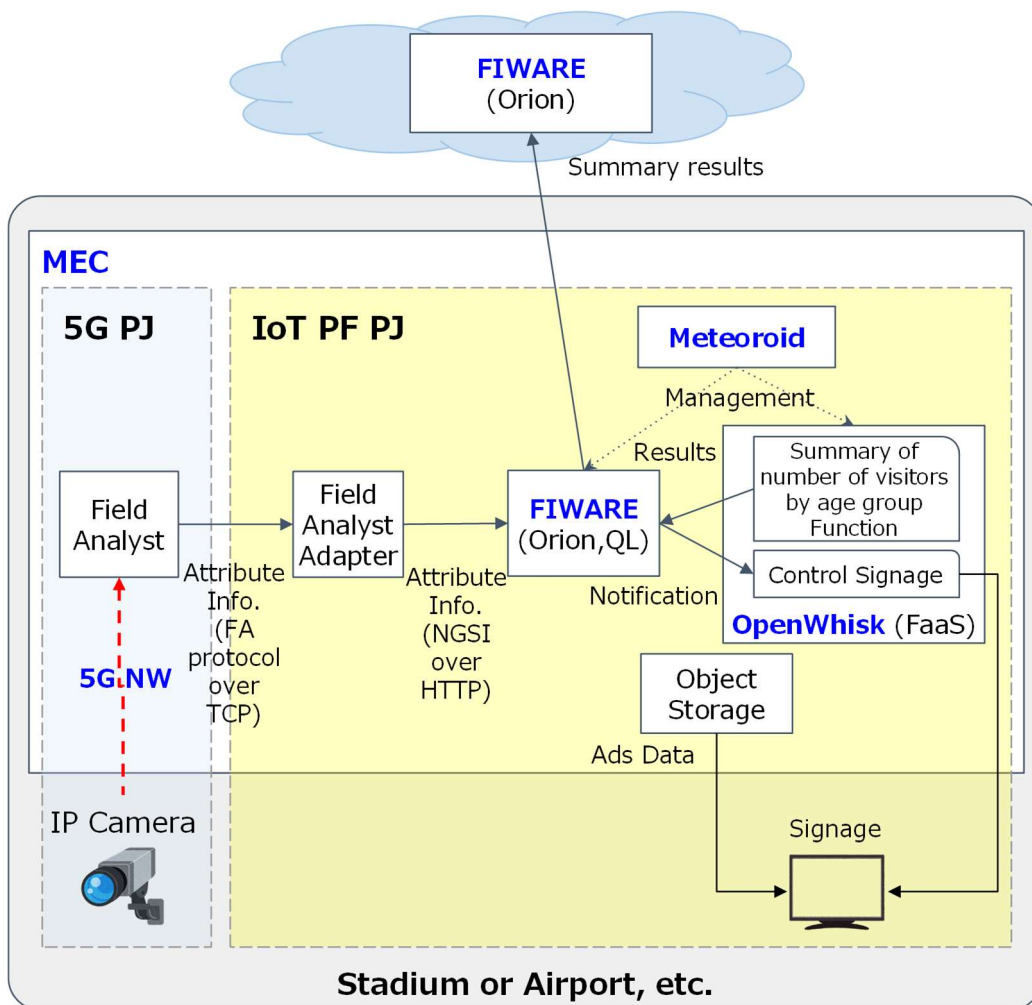 FIWARE
(Orion)
Summary results
MEC
5G PJ
IoT PF PJ
Meteoroid
Management
Results
Summary of
number of visitors
by age group
Function
Field
Analyst
Field
Analyst
Adapter
FIWARE
(Orion,QL)
Control Signage
Attribute
Info.
(FA
protocol
over
TCP)
Attribute
Info.
(NGSI
over
HTTP)
Notification
OpenWhisk (FaaS)
5G NW
Object
Storage
Ads Data
IP Camera
Signage
Stadium or Airport, etc.